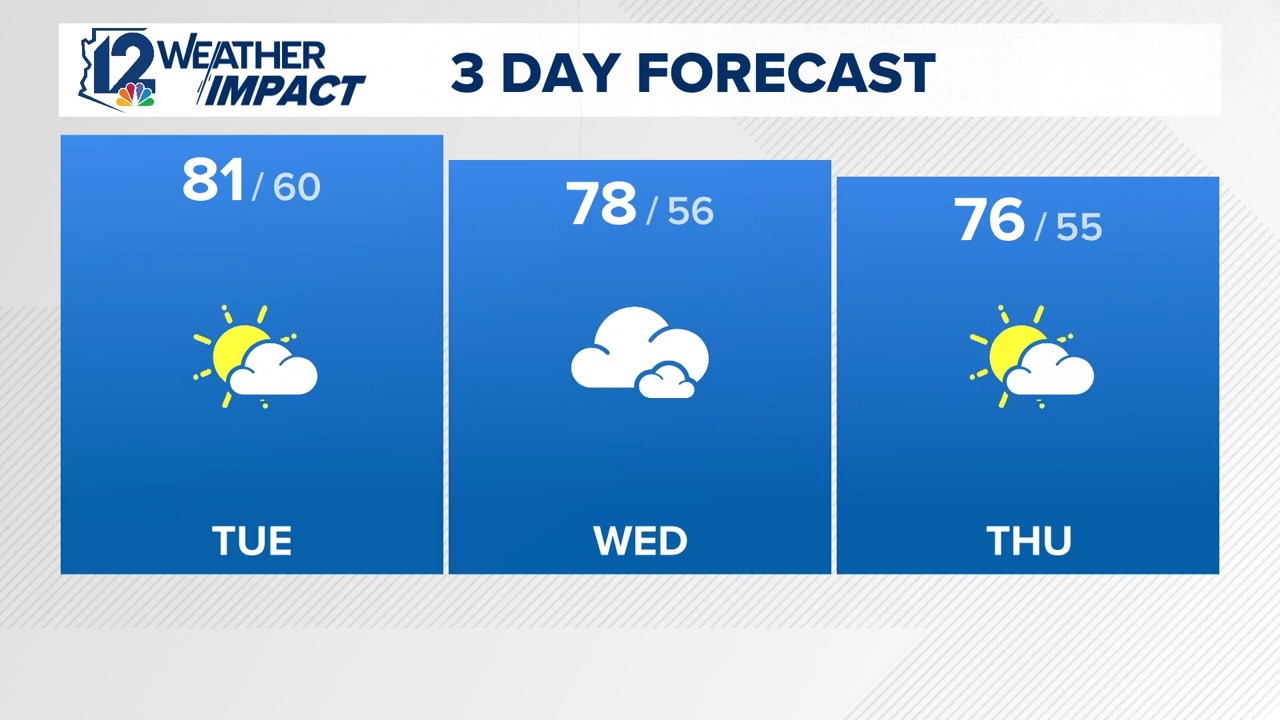 12 WEATHER
IMPACT
3 DAY FORECAST
81 / 60
TUE
78 / 56
WED
76 / 55
THU